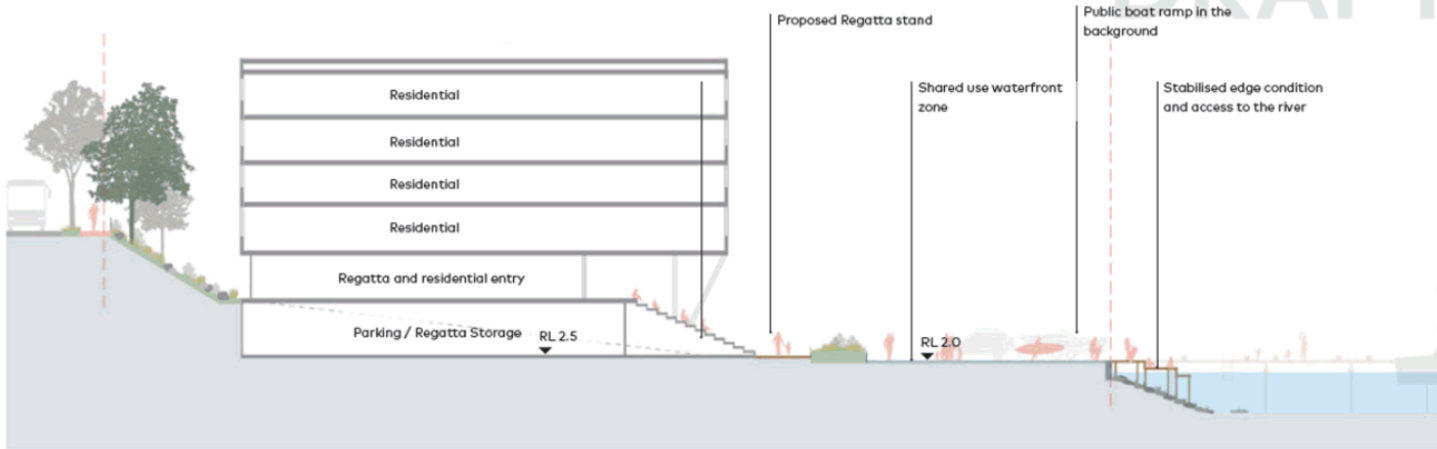 Proposed Regatta stand
Public boat ramp in the
background
Shared use waterfront
zone
Stabilised edge condition
and access to the river
Residential
Residential
Residential
Residential
Regatta and residential entry
Parking / Regatta Storage
RL 2.5
RL 2.0